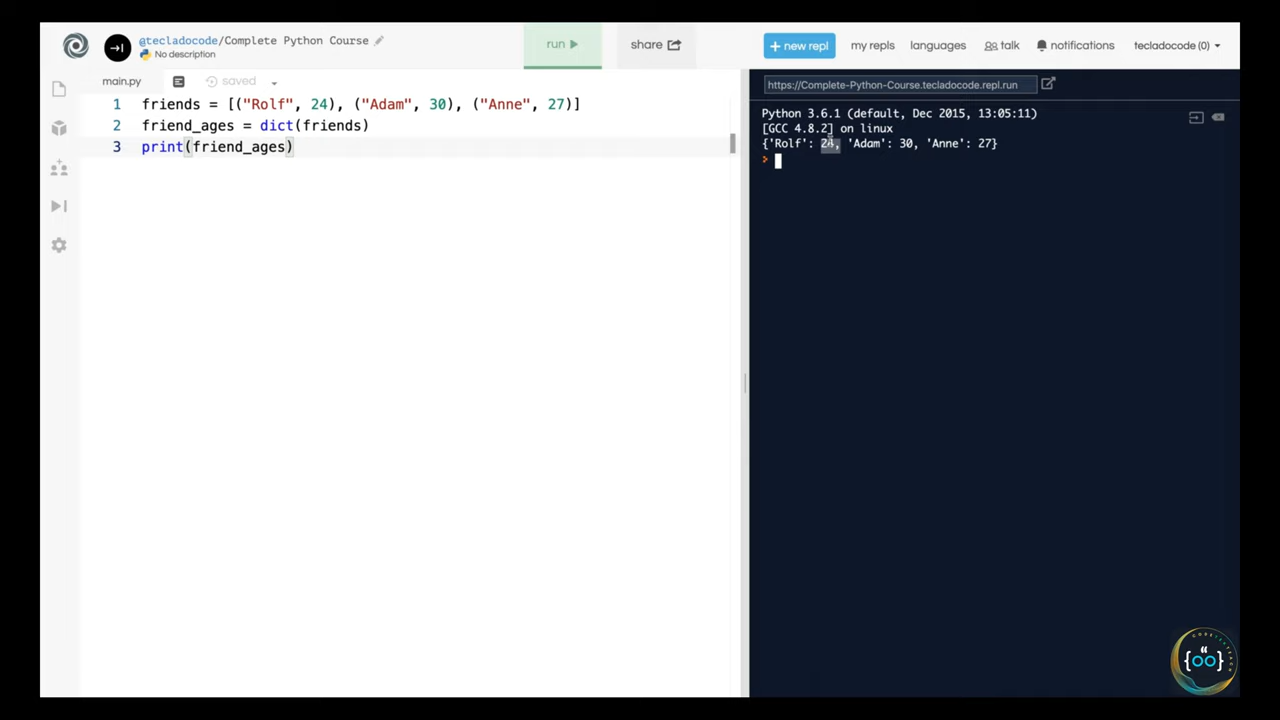 @tecladocode/Complete Python Course
No description
run
share
+ new repl
my repls
languages
talk
notifications
tecladocode (0)
main.py
saved
https://Complete-Python-Course.tecladocode.repl.run
1 friends = [("Rolf", 24), ("Adam", 30), ("Anne", 27)]
2 friend_ages = dict(friends)
3 print(friend_ages)
Python 3.6.1 (default, Dec 2015, 13:05:11)
[GCC 4.8.2] on linux
{'Rolf': 24, 'Adam': 30, 'Anne': 27}
>